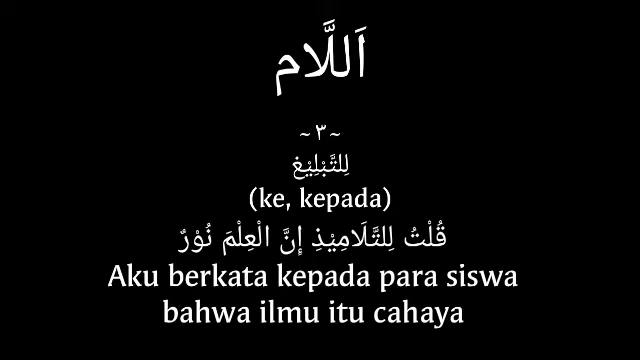 اَللَّام
~٣~
لِلتَّبْلِيْغ
(ke, kepada)
قُلْتُ لِلتَّلَامِيْذِ إِنَّ الْعِلْمَ نُوْرٌ
Aku berkata kepada para siswa
bahwa ilmu itu cahaya